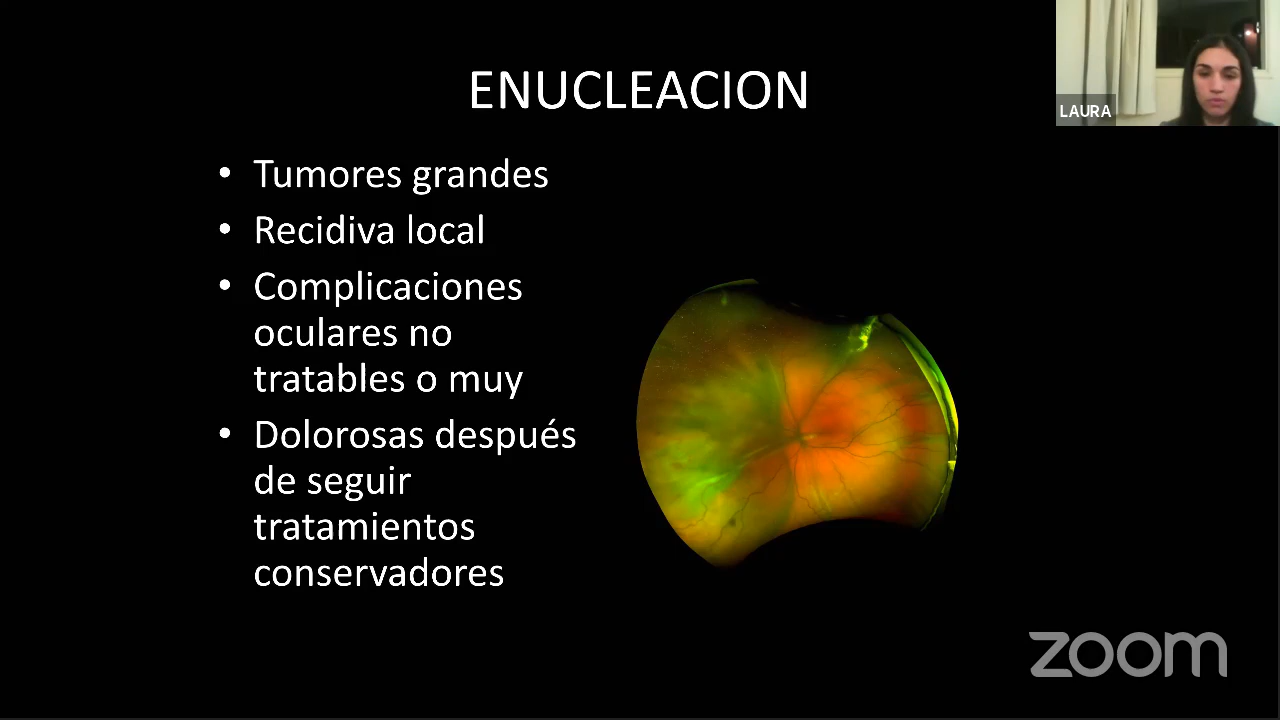 ENUCLEACION
LAURA
• Tumores grandes
• Recidiva local
• Complicaciones
oculares no
tratables o muy
• Dolorosas después
de seguir
tratamientos
conservadores
zoom